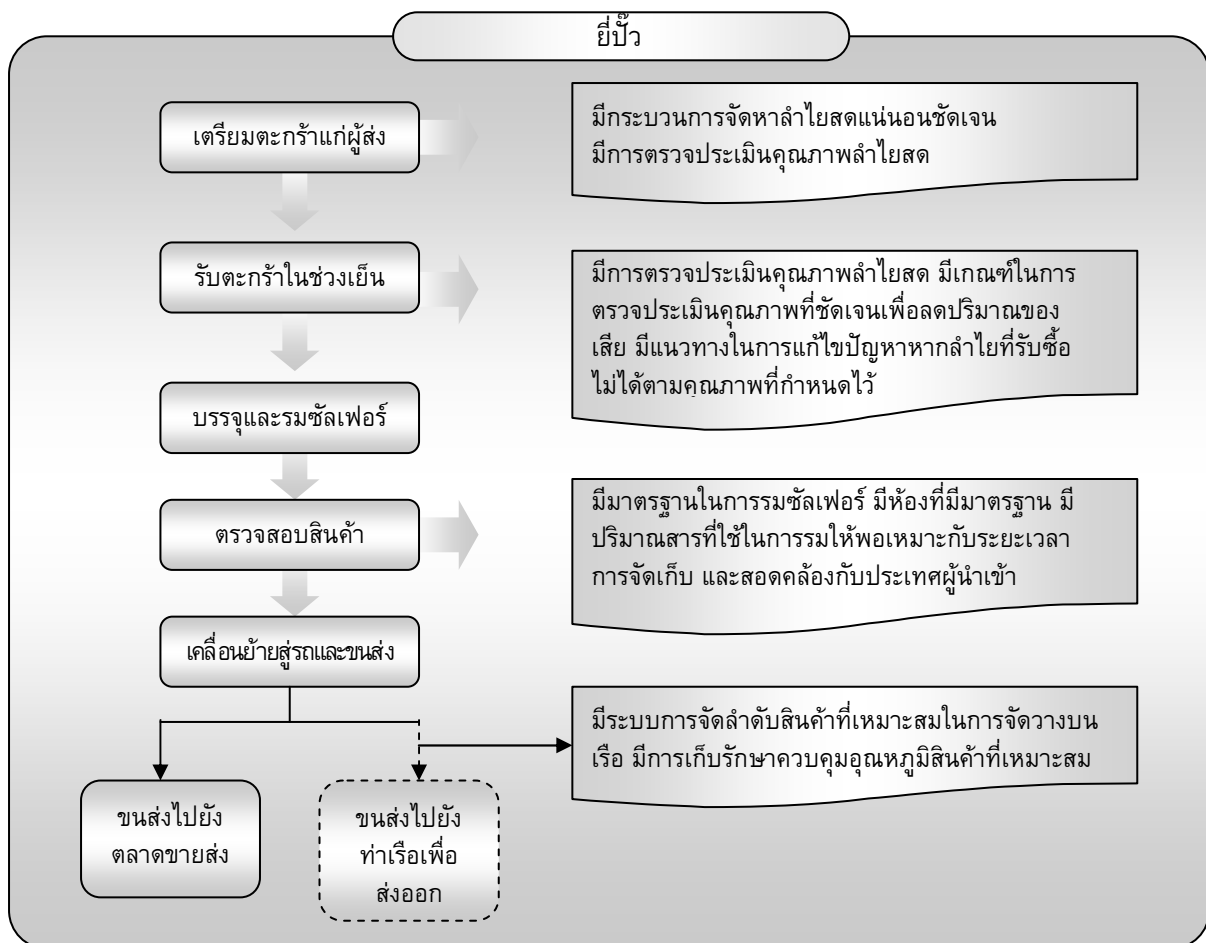 ยี่ปั๊ว
เตรียมตะกร้าแก่ผู้ส่ง
มีกระบวนการจัดหาลำไยสดแน่นอนชัดเจน
มีการตรวจประเมินคุณภาพลำไยสด
รับตะกร้าในช่วงเย็น
มีการตรวจประเมินคุณภาพลำไยสด มีเกณฑ์ในการ
ตรวจประเมินคุณภาพที่ชัดเจนเพื่อลดปริมาณของ
เสีย มีแนวทางในการแก้ไขปัญหาหากลำไยที่รับซื้อ
ไม่ได้ตามคุณภาพที่กำหนดไว้
บรรจุและรมซัลเฟอร์
ตรวจสอบสินค้า
มีมาตรฐานในการรมซัลเฟอร์ มีห้องที่มีมาตรฐาน มี
ปริมาณสารที่ใช้ในการรมให้พอเหมาะกับระยะเวลา
การจัดเก็บ และสอดคล้องกับประเทศผู้นำเข้า
เคลื่อนย้ายสู่รถและขนส่ง
มีระบบการจัดลำดับสินค้าที่เหมาะสมในการจัดวางบน
เรือ มีการเก็บรักษาควบคุมอุณหภูมิสินค้าที่เหมาะสม
ขนส่งไปยัง
ตลาดขายส่ง
ขนส่งไปยัง
ท่าเรือเพื่อ
ส่งออก